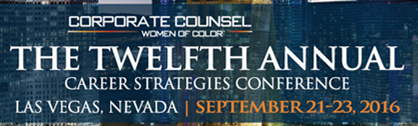 CORPORATE COUNSEL
WOMEN OF COLOR®
THE TWELFTH ANNUAL
CAREER STRATEGIES CONFERENCE
LAS VEGAS, NEVADA | SEPTEMBER 21-23, 2016